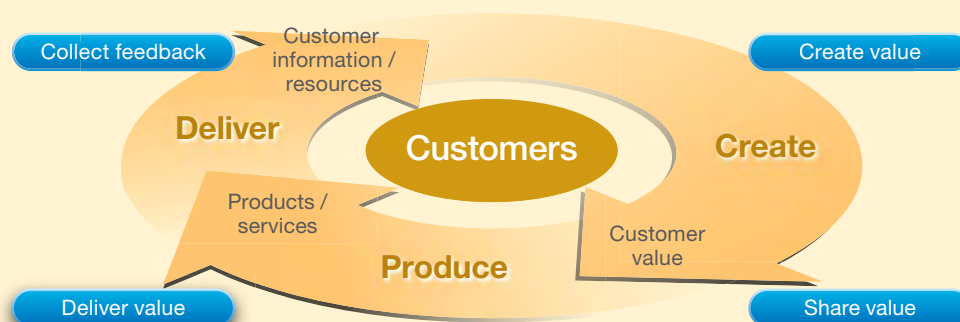 Collect feedback
Customer
information /
resources
Create value
Deliver
Customers
Create
Products /
services
Customer
value
Produce
Deliver value
Share value